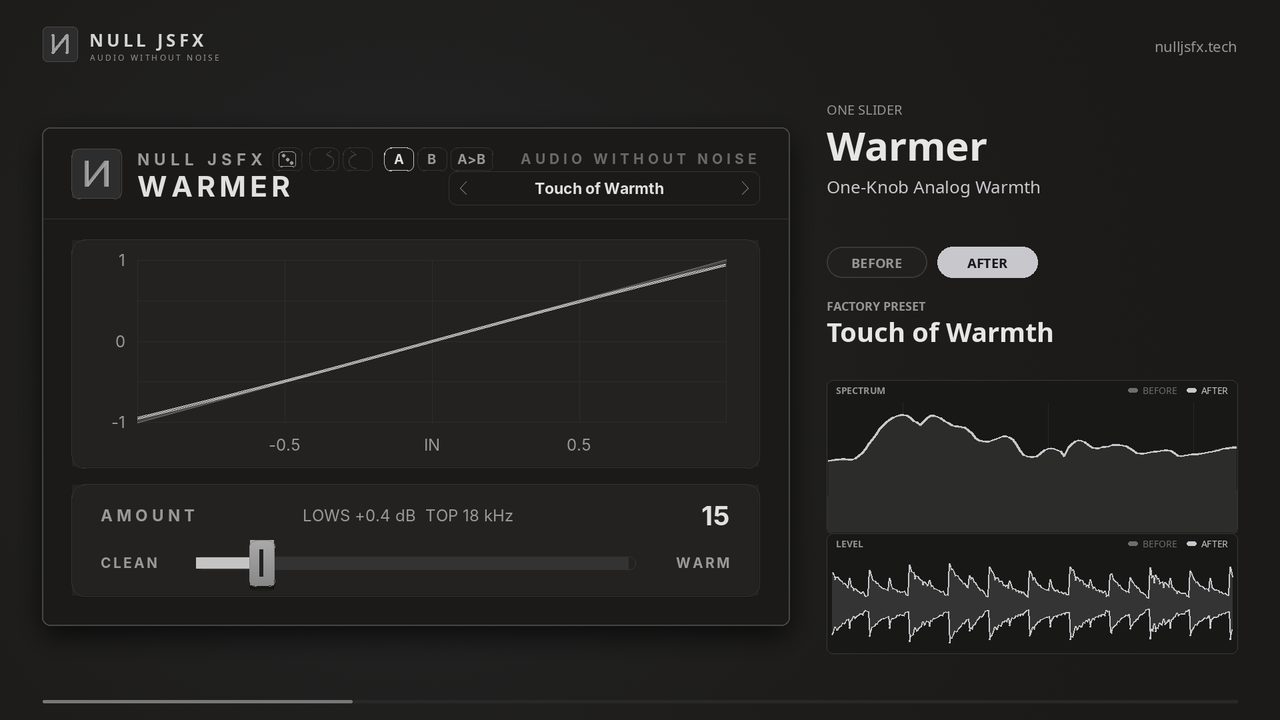 NULL JSFX
AUDIO WITHOUT NOISE
nulljsfx.tech
NULL JSFX
A
B
A>B
AUDIO WITHOUT NOISE
WARMER
Touch of Warmth
1
0
-1
-0.5
IN
0.5
AMOUNT
LOWS +0.4 dB TOP 18 kHz
15
CLEAN
WARM
ONE SLIDER
Warmer
One-Knob Analog Warmth
BEFORE
AFTER
FACTORY PRESET
Touch of Warmth
SPECTRUM
BEFORE
AFTER
LEVEL
BEFORE
AFTER